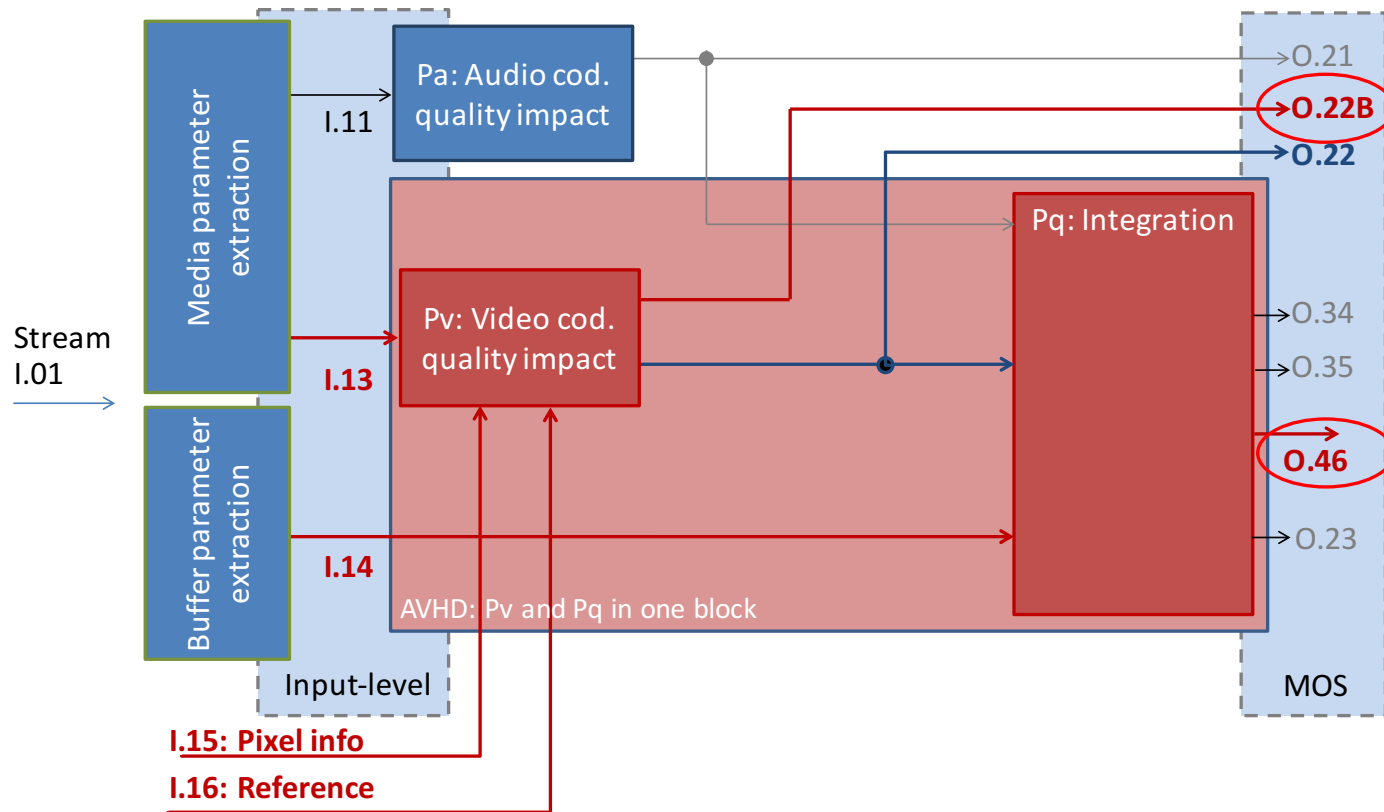 Stream
I.01
Media parameter
extraction
Buffer parameter
extraction
I.11
I.13
I.14
Input-level
Pa: Audio cod.
quality impact
Pv: Video cod.
quality impact
Pq: Integration
AVHD: Pv and Pq in one block
O.21
O.22B
O.22
O.34
O.35
O.46
O.23
MOS
I.15: Pixel info
I.16: Reference